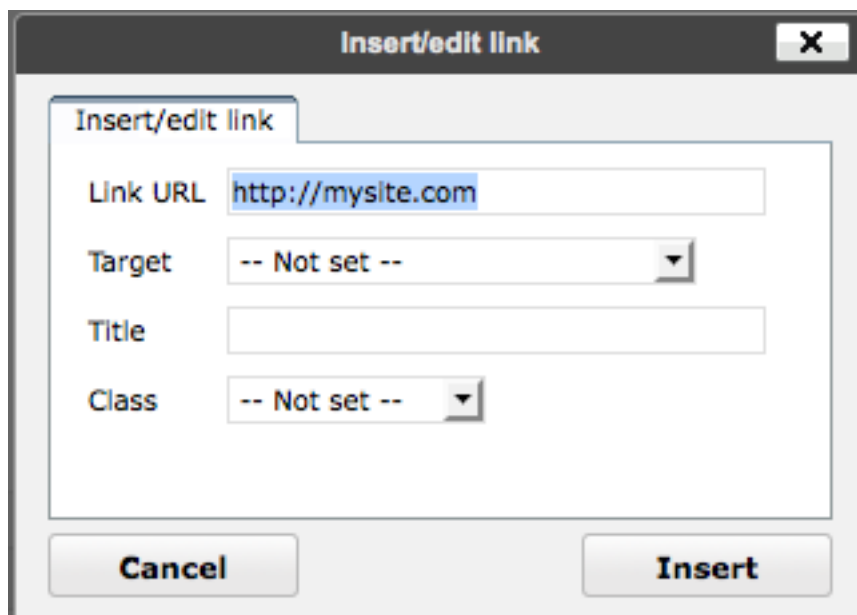 Insert/edit link
X
Insert/edit link
Link URL http://mysite.com
Target -- Not set --
Title
Class -- Not set --
Cancel Insert